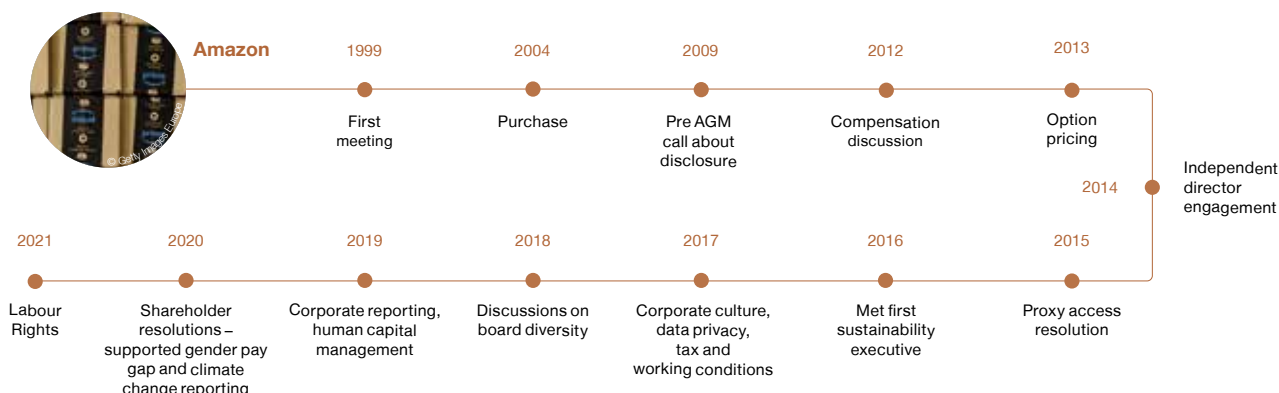 Amazon
1999
2004
2009
2012
2013
First
meeting
Purchase
Pre AGM
call about
disclosure
Compensation
discussion
Option
pricing
2014
Independent
director
engagement
2021
2020
2019
2018
2017
2016
2015
Labour
Rights
Shareholder
resolutions –
supported gender pay
gap and climate
change reporting
Corporate reporting,
human capital
management
Discussions on
board diversity
Corporate culture,
data privacy,
tax and
working conditions
Met first
sustainability
executive
Proxy access
resolution
© Getty Images Europe